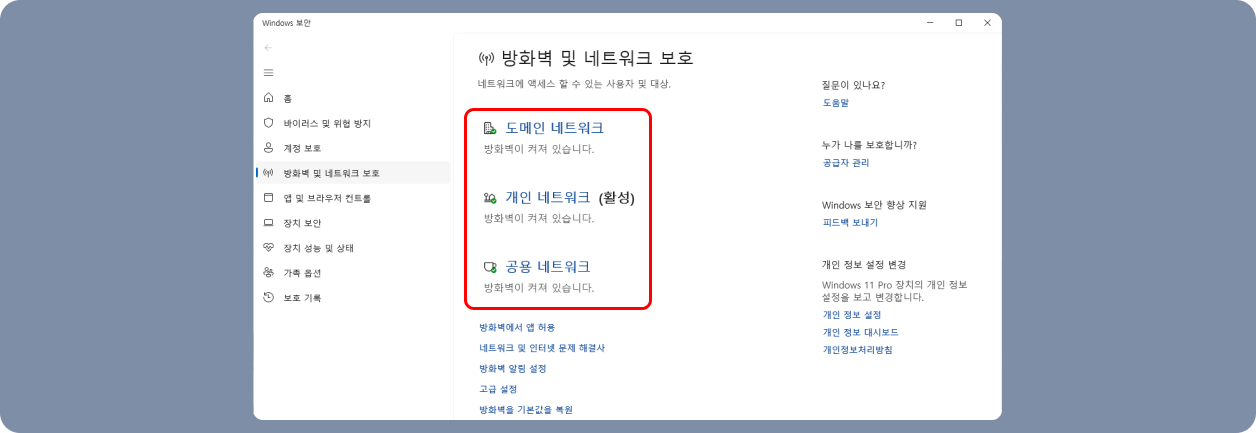 Windows 보안
홈
바이러스 및 위협 방지
계정 보호
방화벽 및 네트워크 보호
앱 및 브라우저 컨트롤
장치 보안
장치 성능 및 상태
가족 옵션
보호 기록
방화벽 및 네트워크 보호
네트워크에 액세스 할 수 있는 사용자 및 대상.
도메인 네트워크
방화벽이 켜져 있습니다.
개인 네트워크 (활성)
방화벽이 켜져 있습니다.
공용 네트워크
방화벽이 켜져 있습니다.
방화벽에서 앱 허용
네트워크 및 인터넷 문제 해결사
방화벽 알림 설정
고급 설정
방화벽을 기본값을 복원
질문이 있나요?
도움말
누가 나를 보호합니까?
공급자 관리
Windows 보안 향상 지원
피드백 보내기
개인 정보 설정 변경
Windows 11 Pro 장치의 개인 정보
설정을 보고 변경합니다.
개인 정보 설정
개인 정보 대시보드
개인정보처리방침